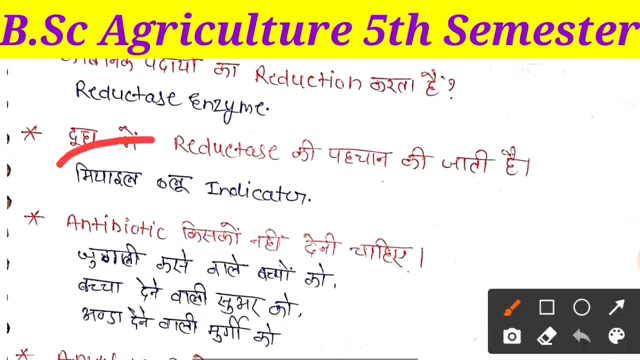 B.Sc Agriculture 5th Semester
पदार्थो का Reduction करता है?
Reductase Enzyme.
* दूध में Reductase की पहचान की जाती है।
मिथाइल ब्लू Indicator.
* Antibiotic किसकों नही देनी चाहिए।
जुगाली करने वाले बच्चों को,
बच्चा देने वाली सुअर को,
अण्डा देने वाली मुर्गी को